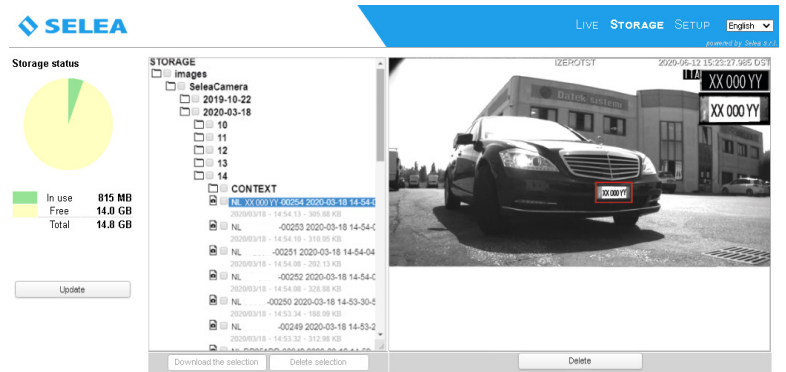 SELEA
LIVE STORAGE SETUP English
powered by Selea s.r.l.
Storage status
In use 815 MB
Free 14.0 GB
Total 14.8 GB
Update
STORAGE
images
SeleaCamera
2019-10-22
2020-03-18
10
11
12
13
14
CONTEXT
NL XX 000 YY -00254 2020-03-18 14-54-0
2020/03/18 - 14.54.13 - 305.88 KB
NL -00253 2020-03-18 14-54-0
2020/03/18 - 14.54.10 - 310.05 KB
NL -00251 2020-03-18 14-54-04
2020/03/18 - 14.54.08 - 202.13 KB
NL -00252 2020-03-18 14-54-0
2020/03/18 - 14.54.08 - 328.88 KB
NL -00250 2020-03-18 14-53-30-5
2020/03/18 - 14.53.34 - 188.09 KB
NL -00249 2020-03-18 14-53-2
2020/03/18 - 14.53.32 - 312.98 KB
Download the selection Delete selection
IZEROTST 2020-06-12 15:23:27.985 DST
ITA XX 000 YY
XX 000 YY
Datek sistemi
XX 000 YY
Delete